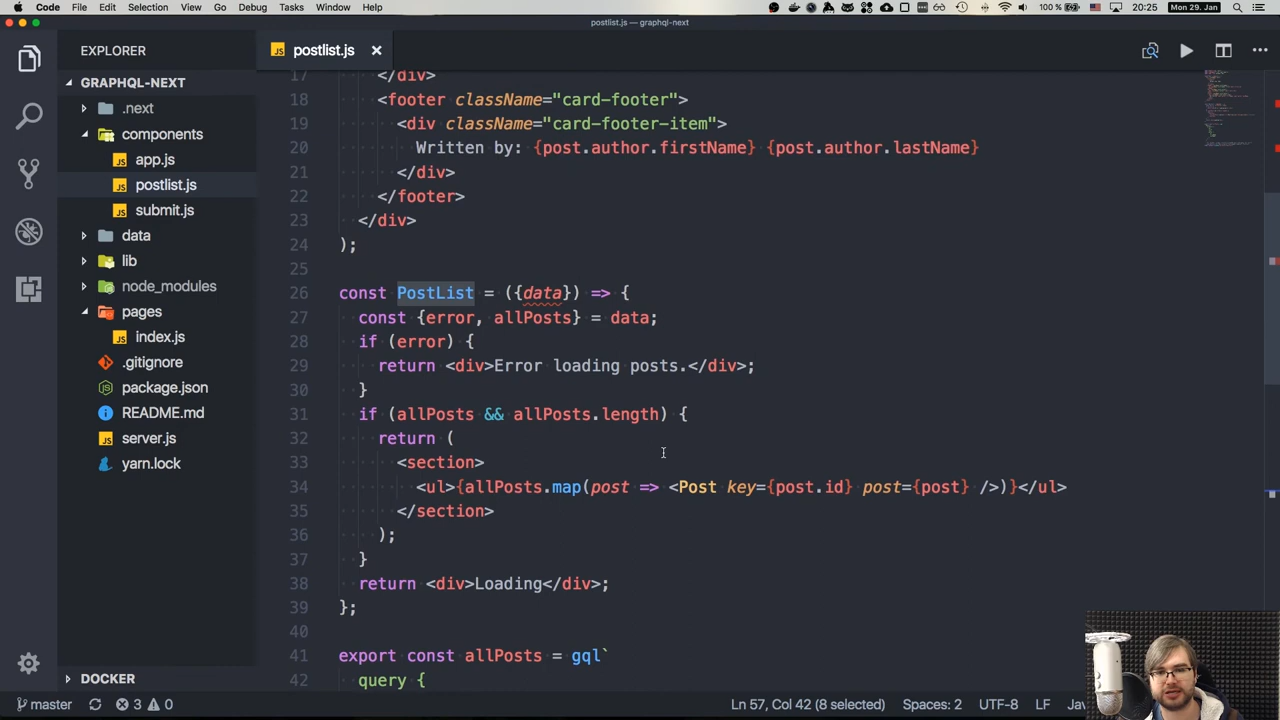 Code File Edit Selection View Go Debug Tasks Window Help 100 % 20:25 Mon 29. Jan
postlist.js — graphql-next
EXPLORER
postlist.js
GRAPHQL-NEXT
.next
components
app.js
postlist.js
submit.js
data
lib
node_modules
pages
index.js
.gitignore
package.json
README.md
server.js
yarn.lock
DOCKER
17 </div>
18 <footer className="card-footer">
19 <div className="card-footer-item">
20 Written by: {post.author.firstName} {post.author.lastName}
21 </div>
22 </footer>
23 </div>
24 );
25
26 const PostList = ({data}) => {
27 const {error, allPosts} = data;
28 if (error) {
29 return <div>Error loading posts.</div>;
30 }
31 if (allPosts && allPosts.length) {
32 return (
33 <section>
34 <ul>{allPosts.map(post => <Post key={post.id} post={post} />)}</ul>
35 </section>
36 );
37 }
38 return <div>Loading</div>;
39 };
40
41 export const allPosts = gql`
42 query {
master 3 0 Ln 57, Col 42 (8 selected) Spaces: 2 UTF-8 LF